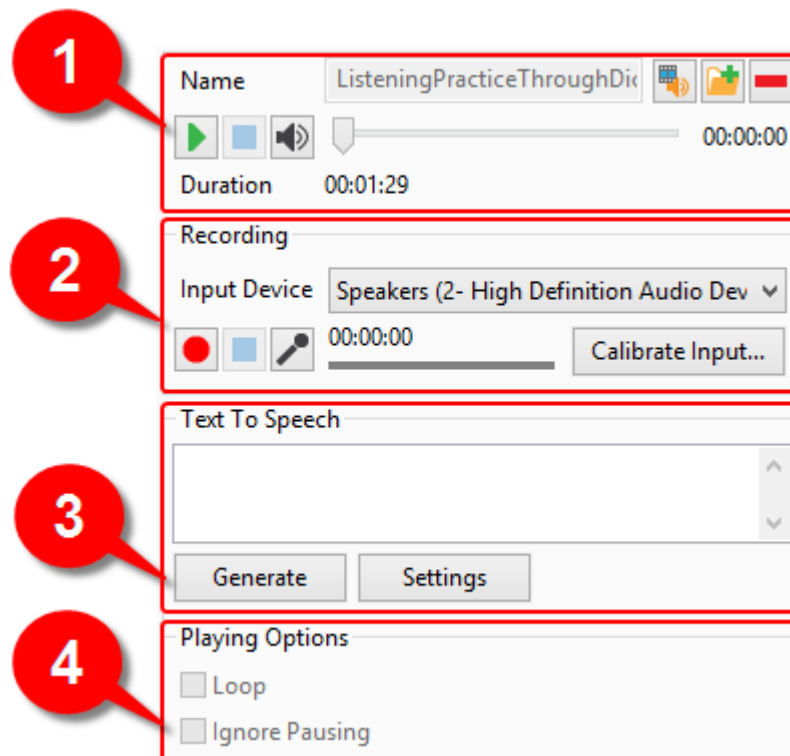 1
Name ListeningPracticeThroughDic
00:00:00
Duration 00:01:29
2
Recording
Input Device Speakers (2- High Definition Audio Dev
00:00:00
Calibrate Input...
3
Text To Speech
Generate Settings
4
Playing Options
Loop
Ignore Pausing